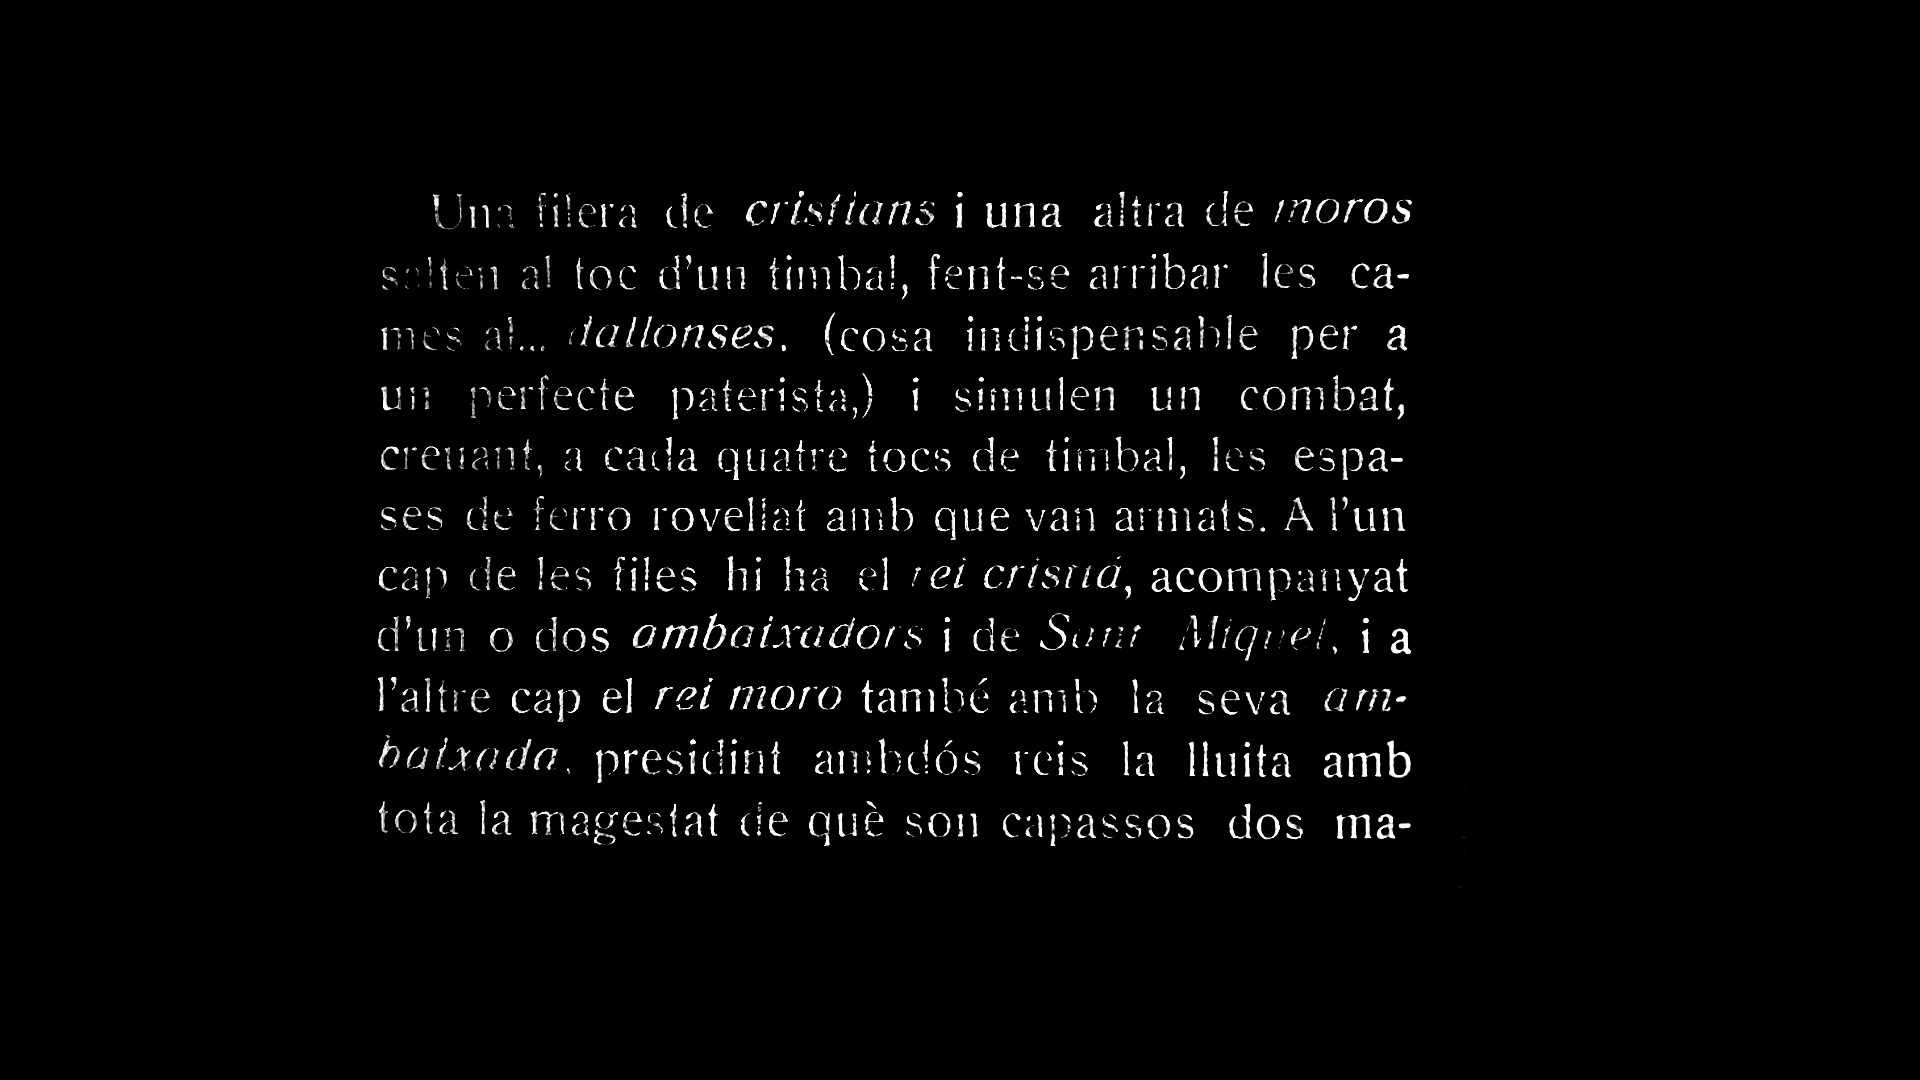 Una filera de cristians i una altra de moros
salten al toc d'un timbal, fent-se arribar les ca-
mes al... dallonses. (cosa indispensable per a
un perfecte paterista,) i simulen un combat,
creuant, a cada quatre tocs de timbal, les espa-
ses de ferro rovellat amb que van armats. A l'un
cap de les files hi ha el rei cristiá, acompanyat
d'un o dos ambaixadors i de Sant Miquel, i a
l'altre cap el rei moro també amb la seva am-
baixada, presidint ambdós reis la lluita amb
tota la magestat de què son capassos dos ma-